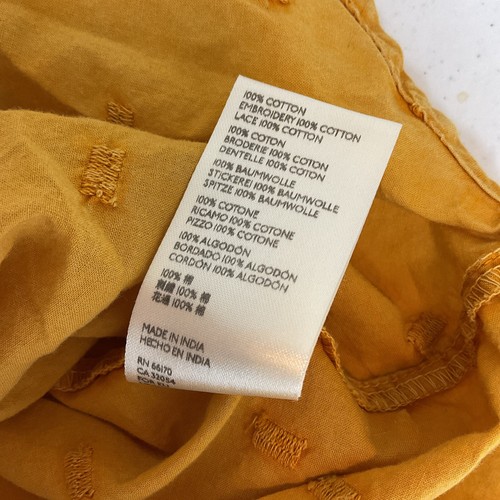 100% COTTON
EMBROIDERY 100% COTTON
LACE 100% COTTON
100% COTON
BRODERIE 100% COTON
DENTELLE 100% COTON
100% BAUMWOLLE
STICKEREI 100% BAUMWOLLE
SPITZE 100% BAUMWOLLE
100% COTONE
RICAMO 100% COTONE
PIZZO 100% COTONE
100% ALGODÓN
BORDADO 100% ALGODÓN
CORDÓN 100% ALGODÓN
100% 棉
刺繡 100% 棉
花邊 100% 棉
MADE IN INDIA
HECHO EN INDIA
RN 66170
CA 32084